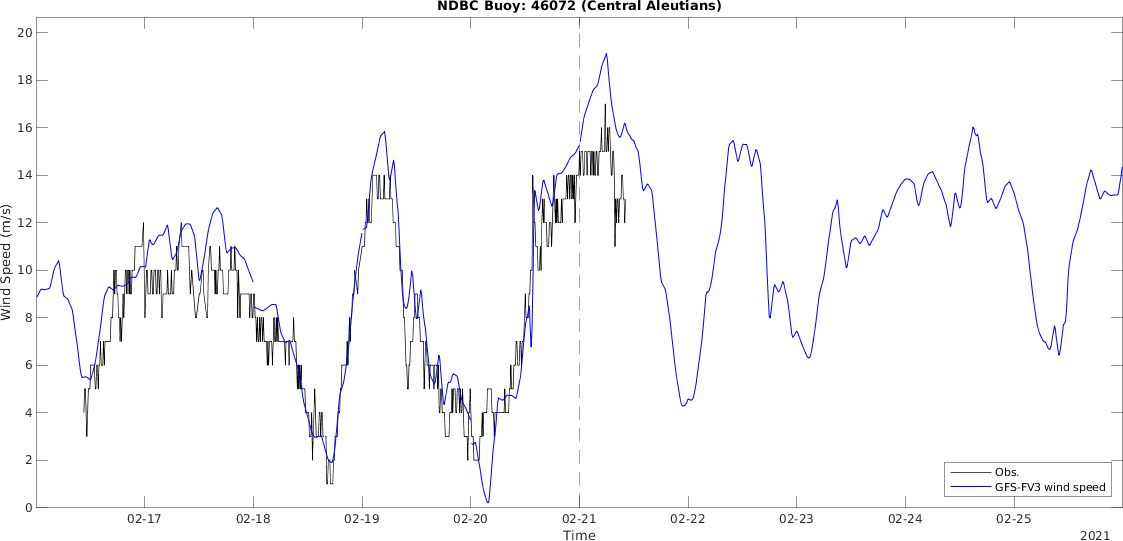 NDBC Buoy: 46072 (Central Aleutians)
20
18
16
14
12
10
8
6
4
2
0
Wind Speed (m/s)
Obs.
GFS-FV3 wind speed
02-17 02-18 02-19 02-20 02-21 02-22 02-23 02-24 02-25
Time
2021